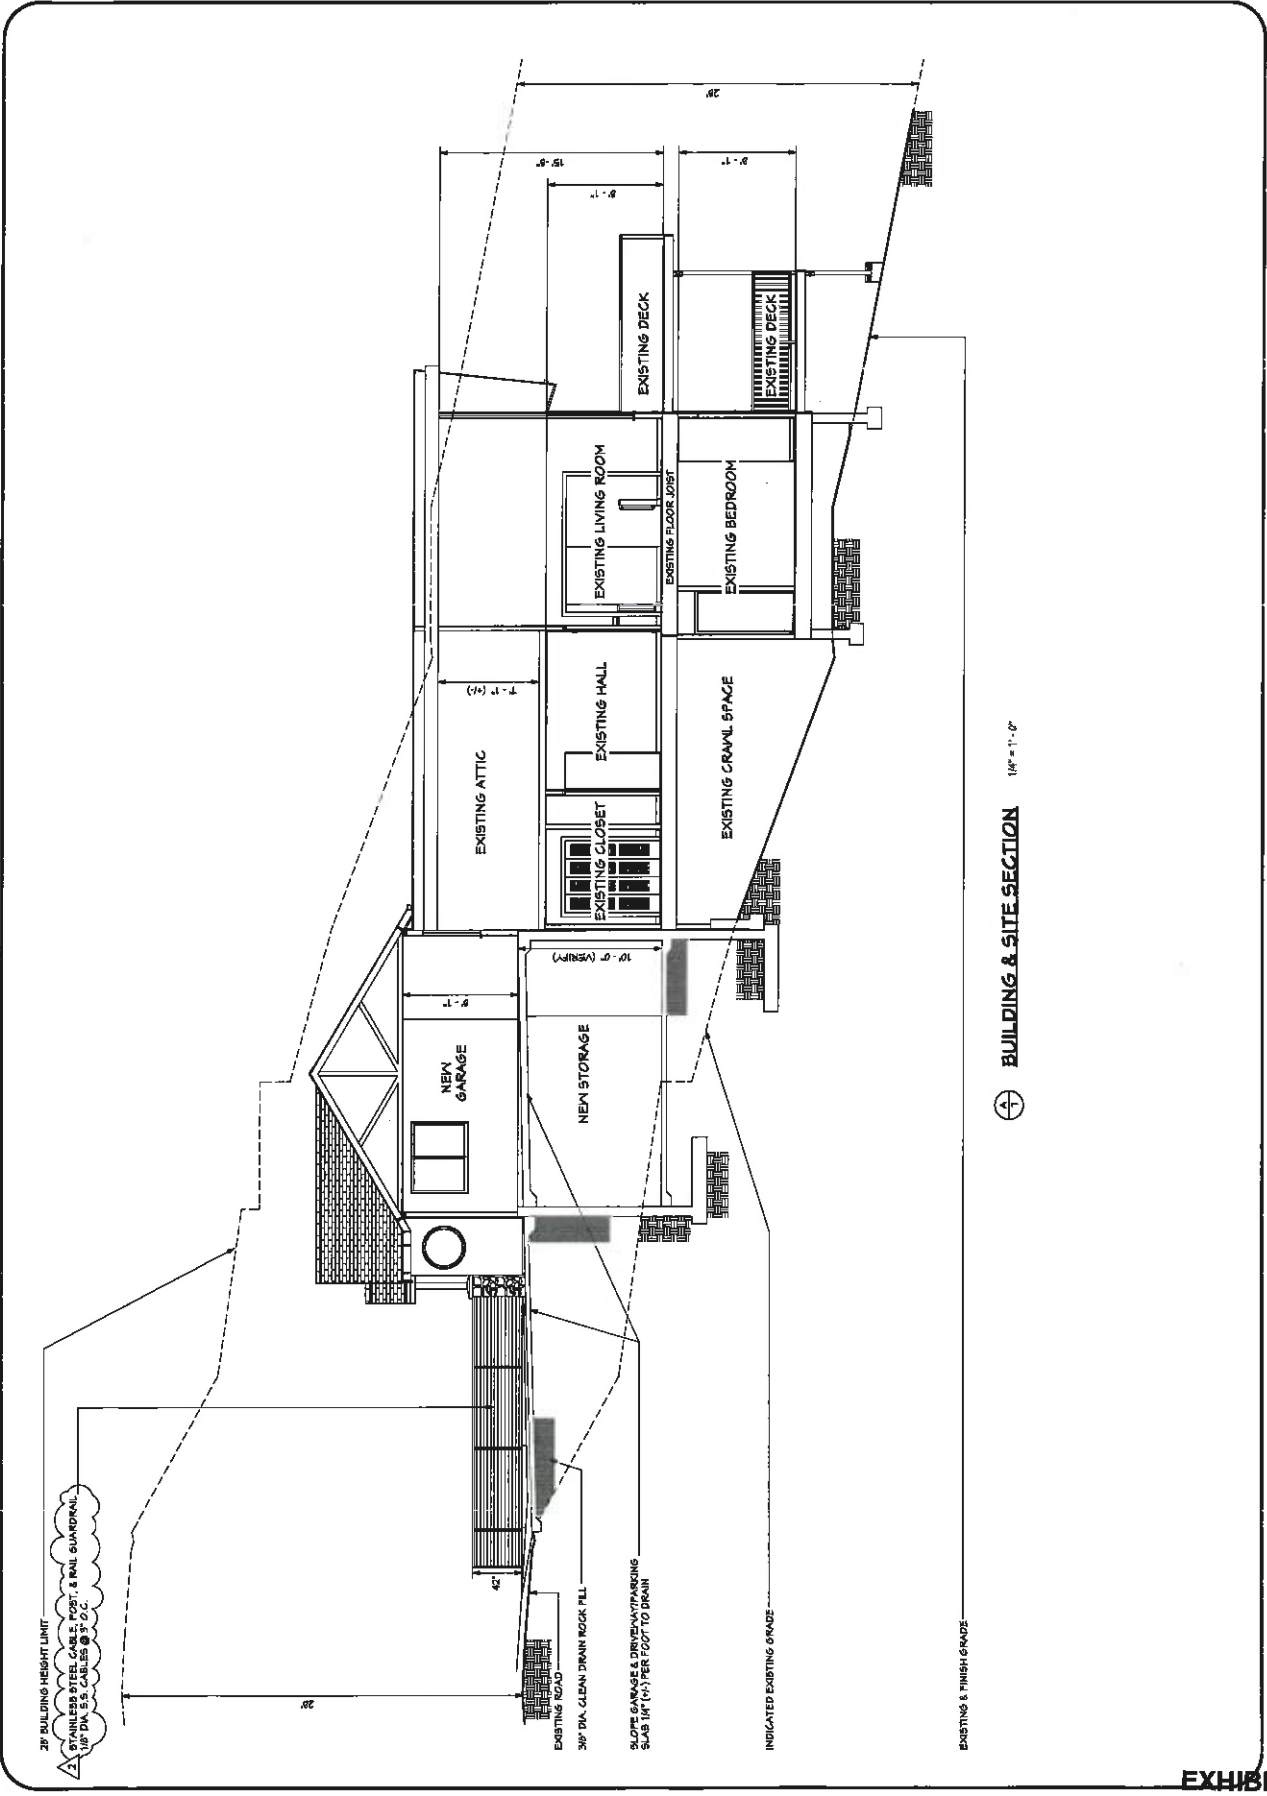 28' BUILDING HEIGHT LIMIT
2
STAINLESS STEEL CABLE, POST, & RAIL GUARDRAIL
1/8" DIA. S.S. CABLES @ 3" O.C.
42"
28'
EXISTING ROAD
3/8" DIA. CLEAN DRAIN ROCK FILL
SLOPE GARAGE & DRIVEWAY/PARKING
SLAB 1/4" (+/-) PER FOOT TO DRAIN
INDICATED EXISTING GRADE
EXISTING & FINISH GRADE
NEW
GARAGE
8' - 1"
NEW STORAGE
10' - 0" (VERIFY)
EXISTING ATTIC
7' - 1" (+/-)
EXISTING CLOSET
EXISTING HALL
EXISTING CRAWL SPACE
EXISTING LIVING ROOM
EXISTING FLOOR JOIST
EXISTING BEDROOM
EXISTING DECK
EXISTING DECK
15' - 8"
8' - 1"
8' - 1"
28'
A
1
BUILDING & SITE SECTION
1/4" = 1' - 0"
EXHIB